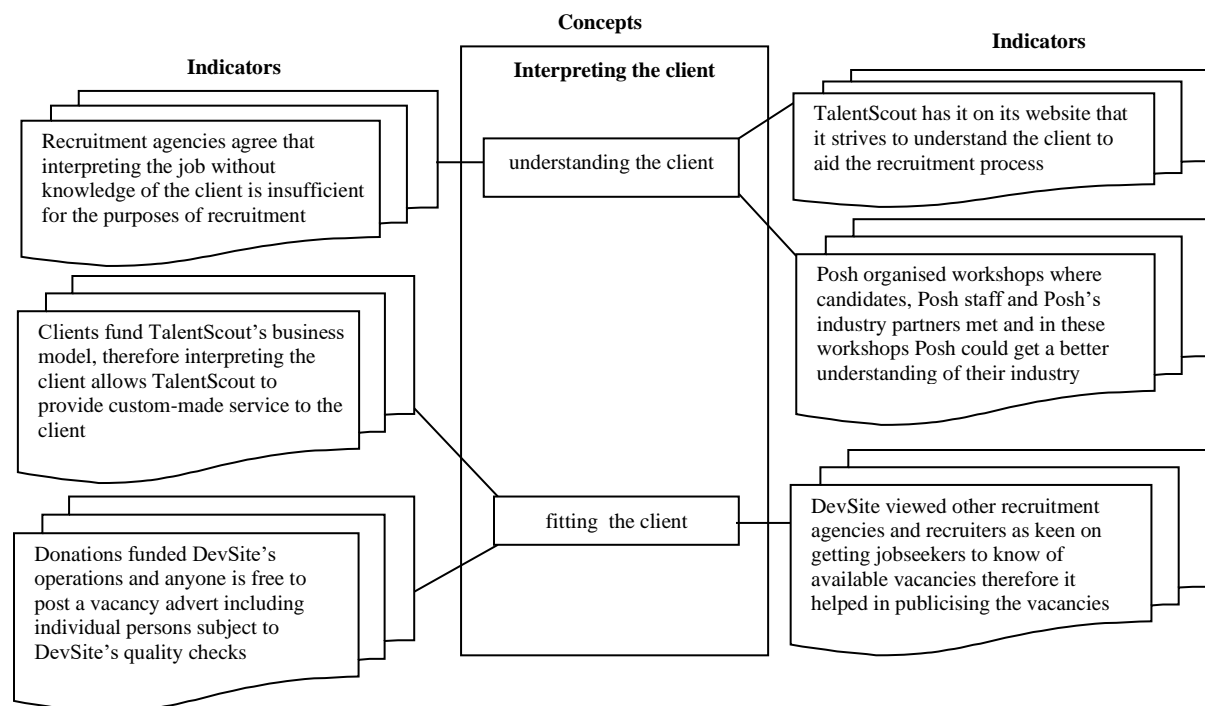 Concepts
Indicators
Indicators
Interpreting the client
Recruitment agencies agree that
interpreting the job without
knowledge of the client is insufficient
for the purposes of recruitment
understanding the client
TalentScout has it on its website that
it strives to understand the client to
aid the recruitment process
Posh organised workshops where
candidates, Posh staff and Posh’s
industry partners met and in these
workshops Posh could get a better
understanding of their industry
Clients fund TalentScout’s business
model, therefore interpreting the
client allows TalentScout to
provide custom-made service to the
client
fitting the client
Donations funded DevSite’s
operations and anyone is free to
post a vacancy advert including
individual persons subject to
DevSite’s quality checks
DevSite viewed other recruitment
agencies and recruiters as keen on
getting jobseekers to know of
available vacancies therefore it
helped in publicising the vacancies